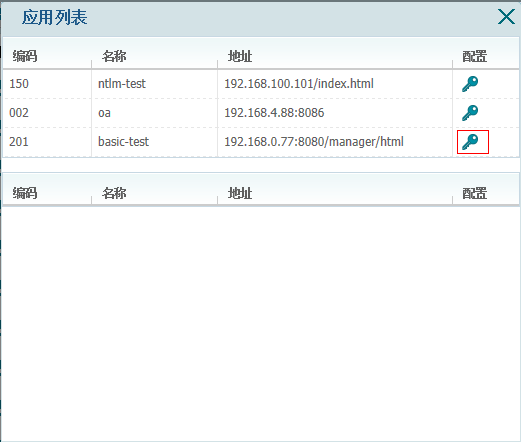 应用列表
编码 名称 地址 配置
150 ntlm-test 192.168.100.101/index.html
002 oa 192.168.4.88:8086
201 basic-test 192.168.0.77:8080/manager/html
编码 名称 地址 配置